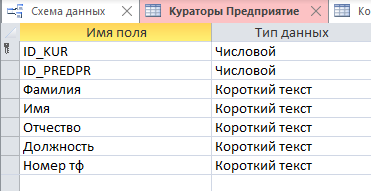 Схема данных Кураторы Предприятие Ко
Имя поля Тип данных
ID_KUR Числовой
ID_PREDPR Числовой
Фамилия Короткий текст
Имя Короткий текст
Отчество Короткий текст
Должность Короткий текст
Номер тф Короткий текст